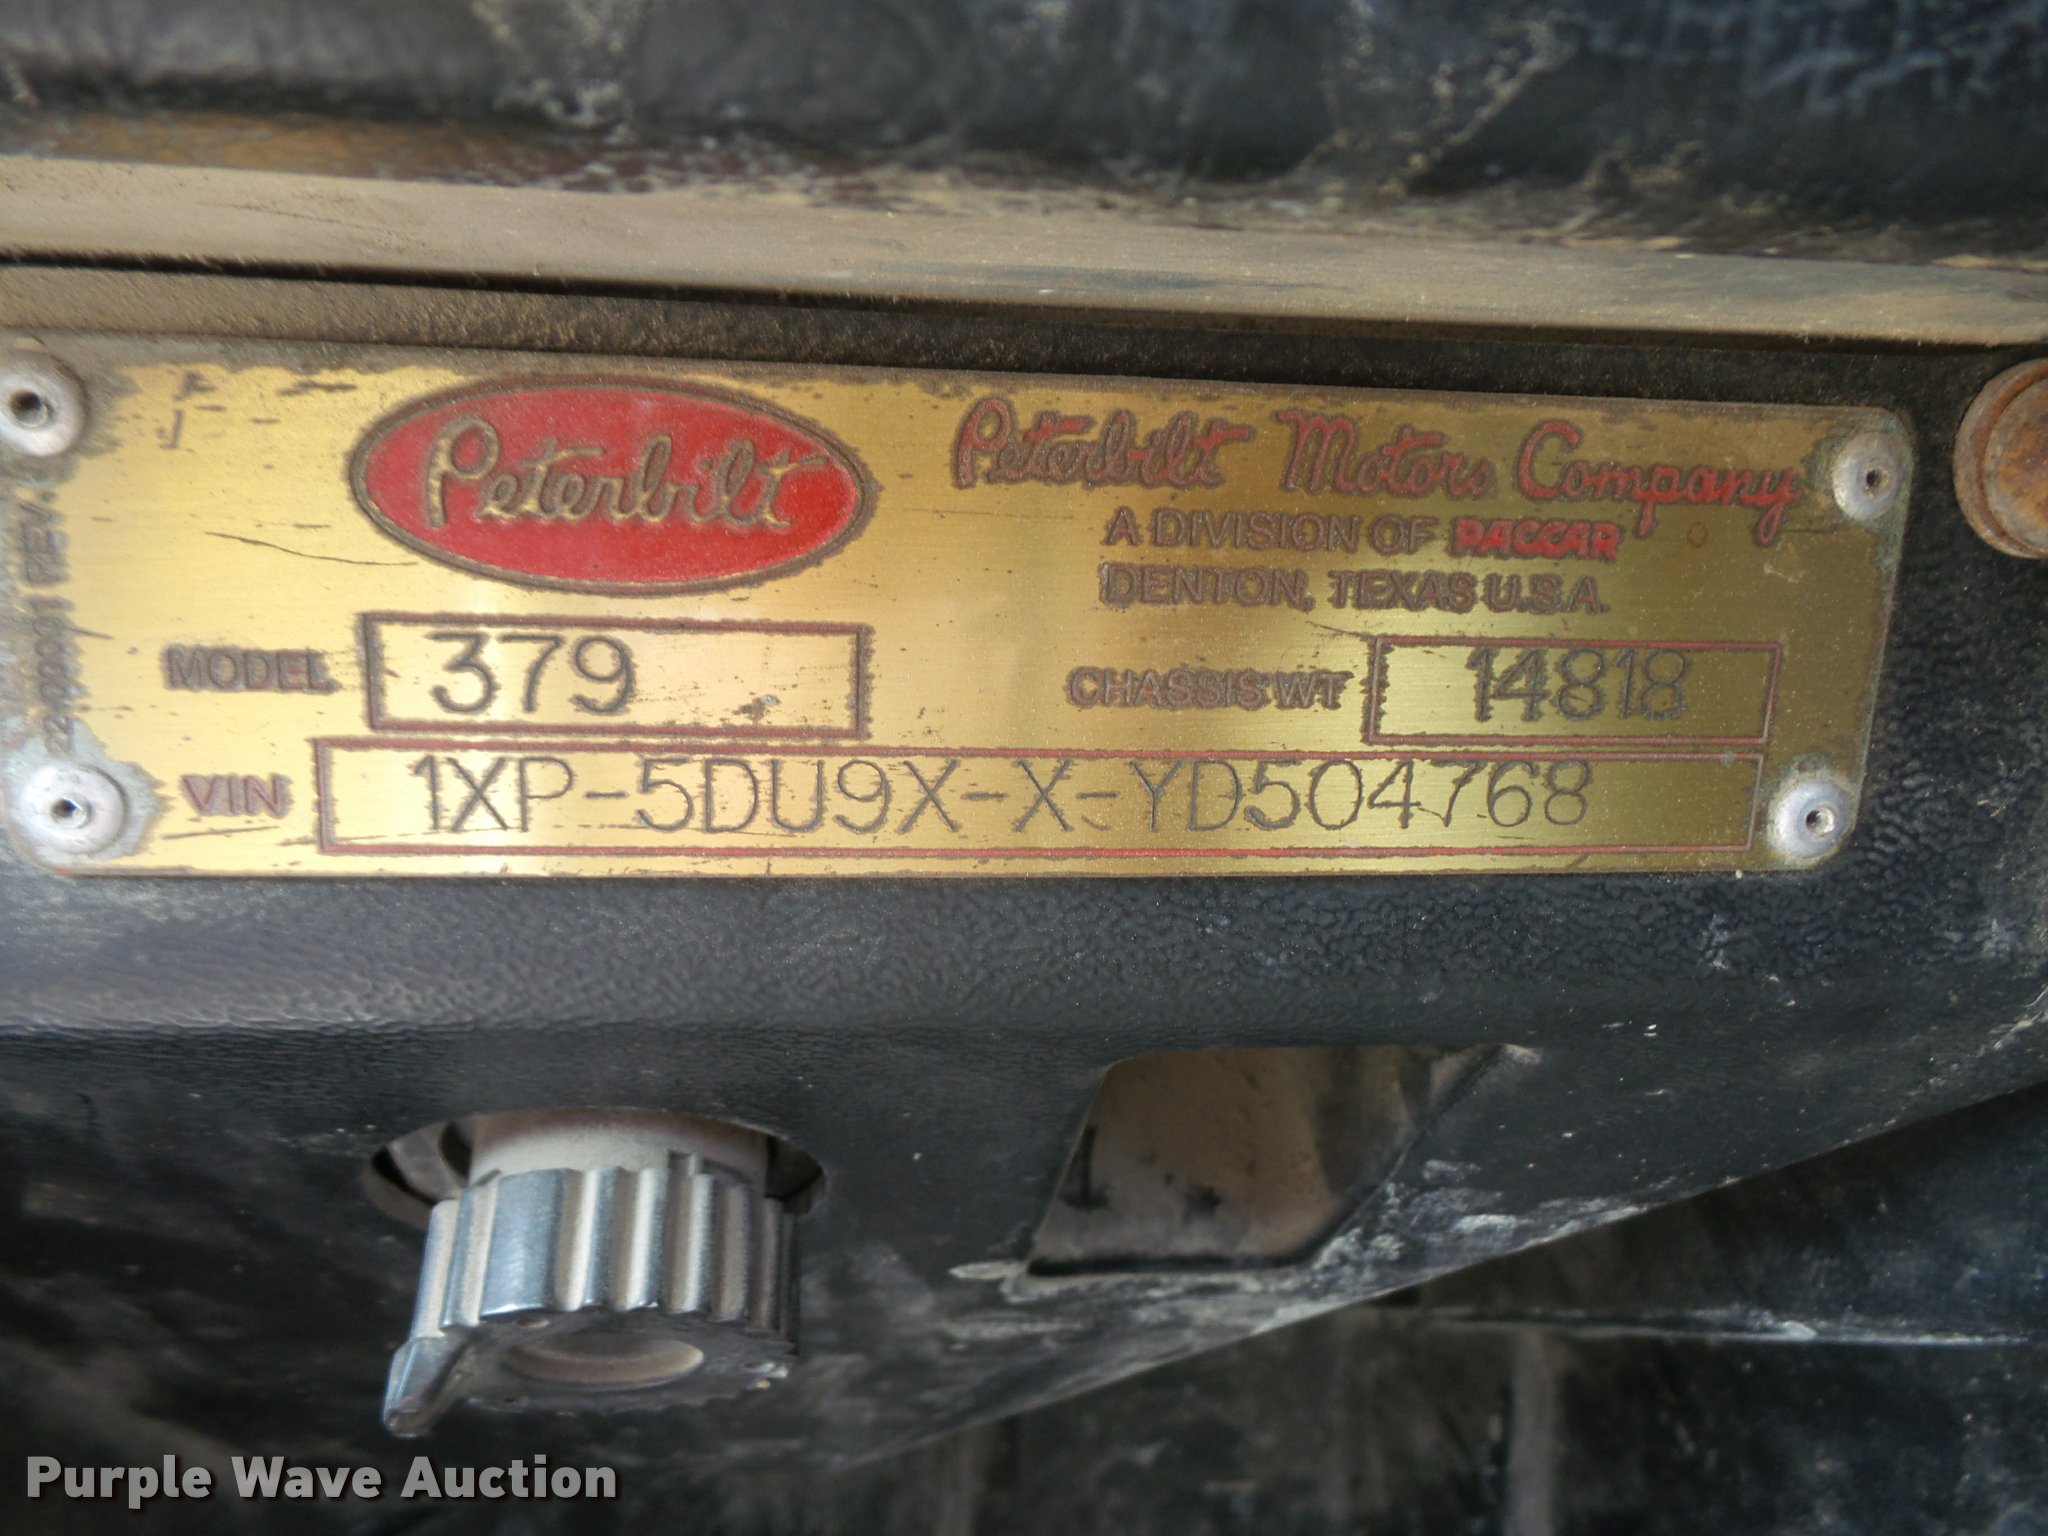 Peterbilt
Peterbilt Motors Company
A DIVISION OF PACCAR
DENTON, TEXAS U.S.A.
MODEL 379
CHASSIS WT 14818
VIN 1XP-5DU9X-X-YD504768
REV.
Purple Wave Auction